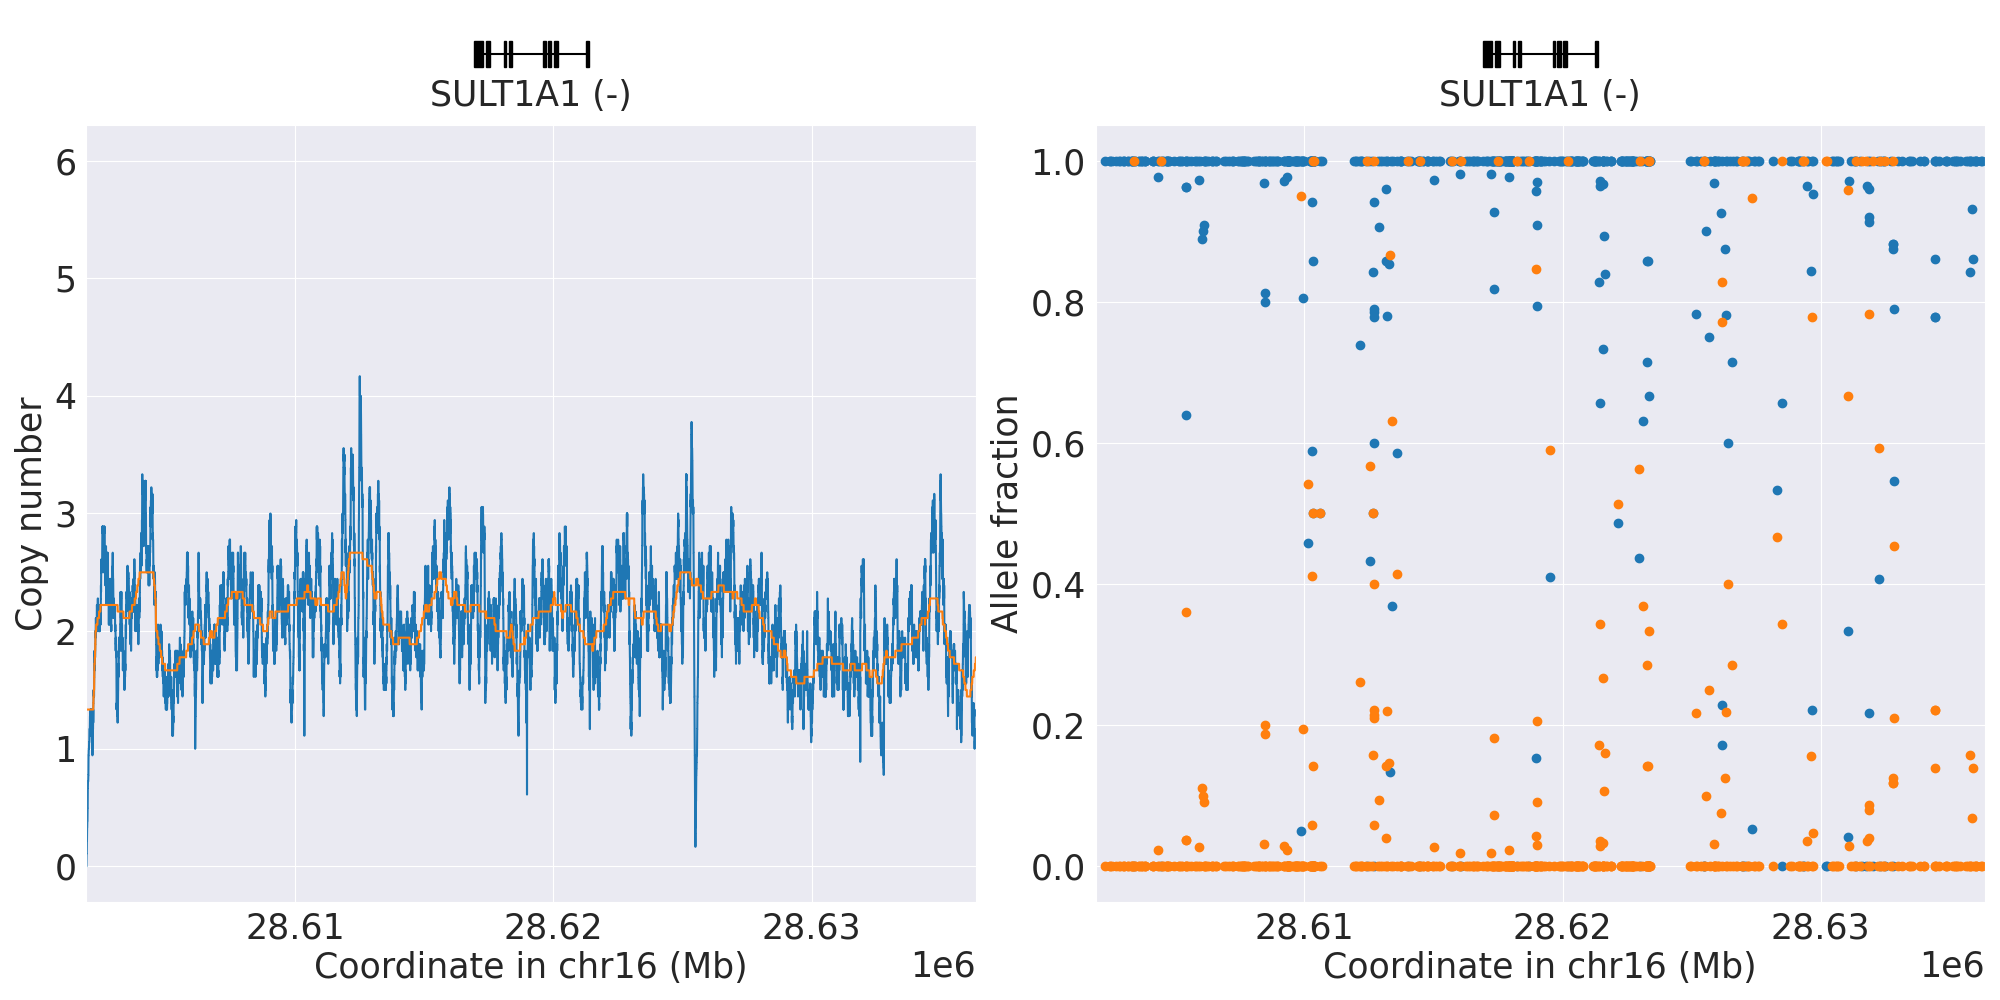 SULT1A1 (-)
6
5
4
3
2
1
0
Copy number
28.61
28.62
28.63
Coordinate in chr16 (Mb)
1e6
SULT1A1 (-)
1.0
0.8
0.6
0.4
0.2
0.0
Allele fraction
28.61
28.62
28.63
Coordinate in chr16 (Mb)
1e6